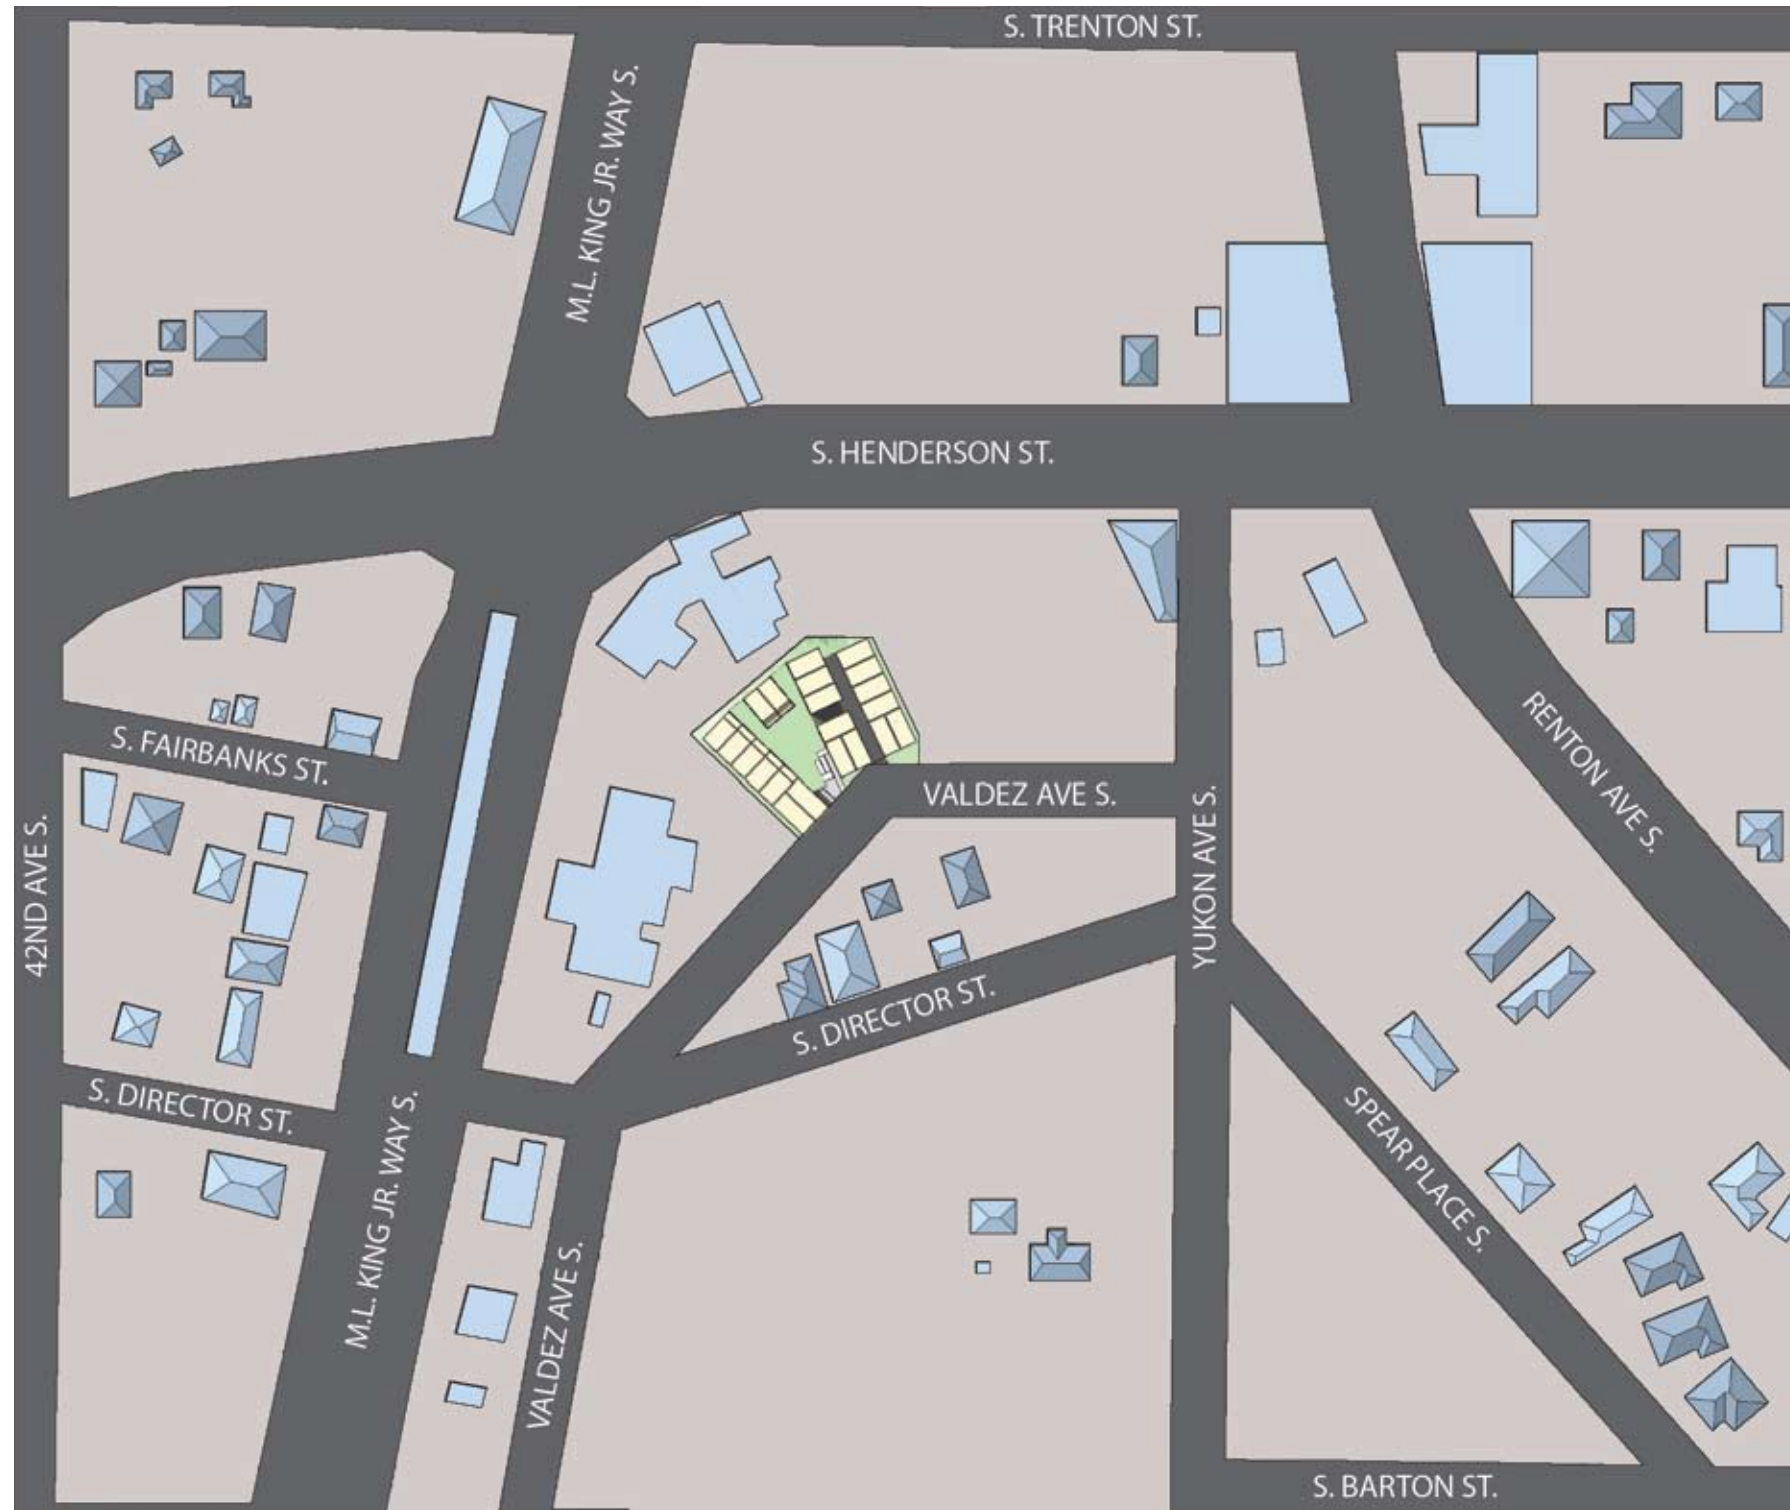 S. TRENTON ST.
M.L. KING JR. WAY S.
S. HENDERSON ST.
RENTON AVE S.
S. FAIRBANKS ST.
VALDEZ AVE S.
42ND AVE S.
YUKON AVE S.
S. DIRECTOR ST.
S. DIRECTOR ST.
SPEAR PLACE S.
M.L. KING JR. WAY S.
VALDEZ AVE S.
S. BARTON ST.